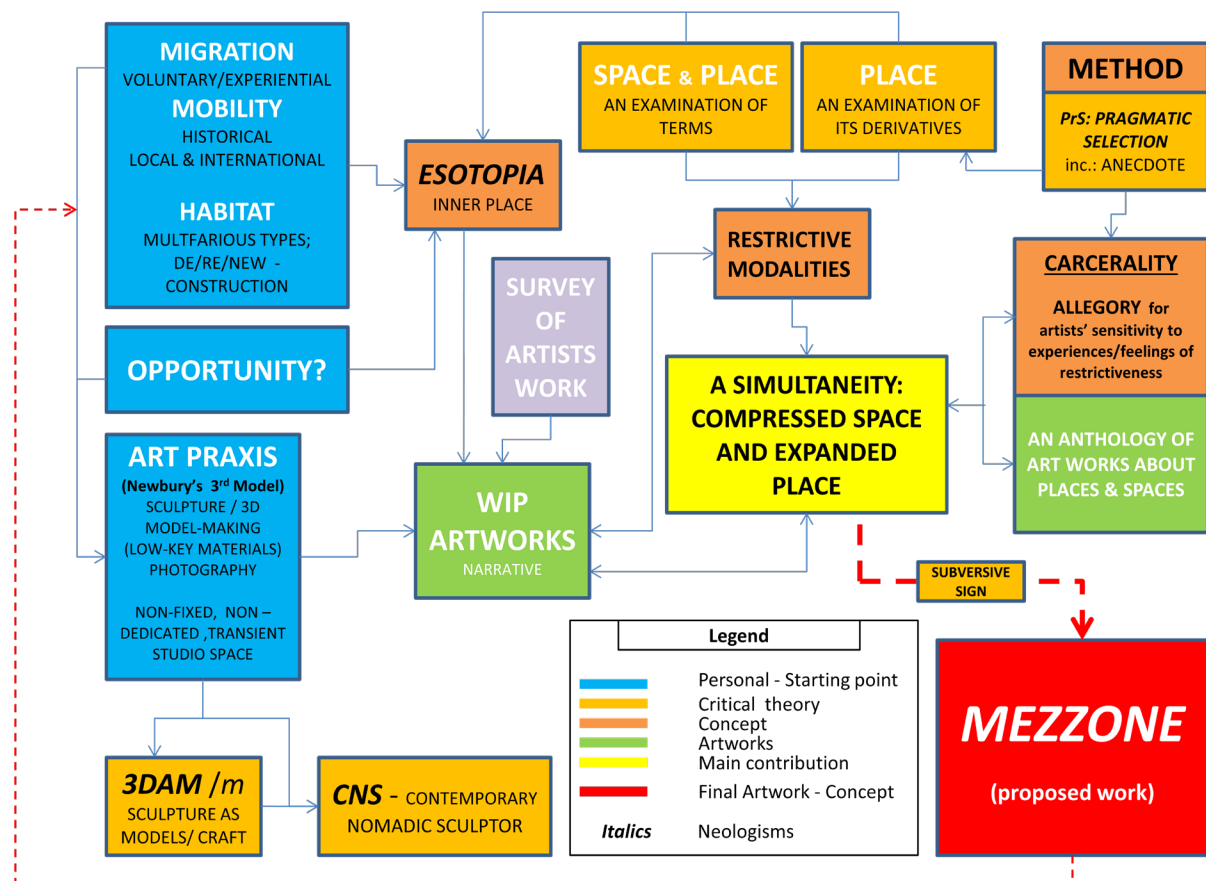 MIGRATION
VOLUNTARY/EXPERIENTIAL
MOBILITY
HISTORICAL
LOCAL & INTERNATIONAL
HABITAT
MULTFARIOUS TYPES;
DE/RE/NEW -
CONSTRUCTION
OPPORTUNITY?
ART PRAXIS
(Newbury's 3rd Model)
SCULPTURE / 3D
MODEL-MAKING
(LOW-KEY MATERIALS)
PHOTOGRAPHY
NON-FIXED, NON –
DEDICATED ,TRANSIENT
STUDIO SPACE
3DAM /m
SCULPTURE AS
MODELS/ CRAFT
CNS - CONTEMPORARY
NOMADIC SCULPTOR
ESOTOPIA
INNER PLACE
SURVEY
OF
ARTISTS
WORK
WIP
ARTWORKS
NARRATIVE
SPACE & PLACE
AN EXAMINATION OF
TERMS
PLACE
AN EXAMINATION OF
ITS DERIVATIVES
RESTRICTIVE
MODALITIES
A SIMULTANEITY:
COMPRESSED SPACE
AND EXPANDED
PLACE
METHOD
PrS: PRAGMATIC
SELECTION
inc.: ANECDOTE
CARCERALITY
ALLEGORY for
artists' sensitivity to
experiences/feelings of
restrictiveness
AN ANTHOLOGY OF
ART WORKS ABOUT
PLACES & SPACES
SUBVERSIVE
SIGN
MEZZONE
(proposed work)
Legend
Personal - Starting point
Critical theory
Concept
Artworks
Main contribution
Final Artwork - Concept
Italics Neologisms